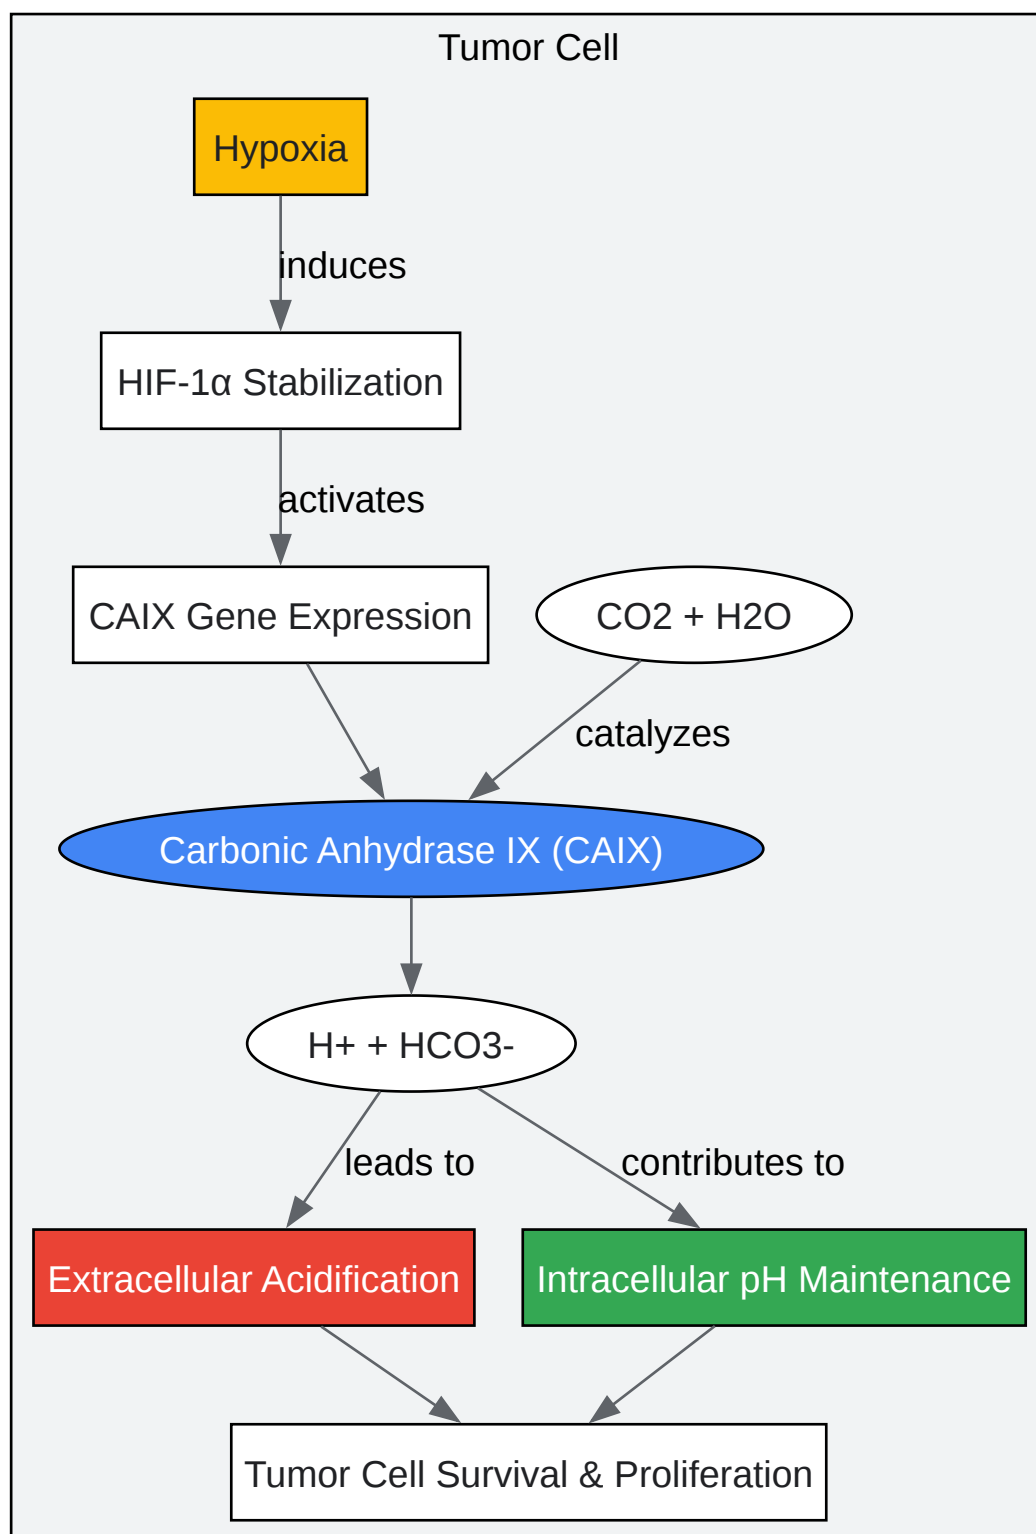 Tumor Cell
Hypoxia
induces
HIF-1α Stabilization
activates
CAIX Gene Expression
CO2 + H2O
catalyzes
Carbonic Anhydrase IX (CAIX)
H+ + HCO3-
leads to
contributes to
Extracellular Acidification
Intracellular pH Maintenance
Tumor Cell Survival & Proliferation